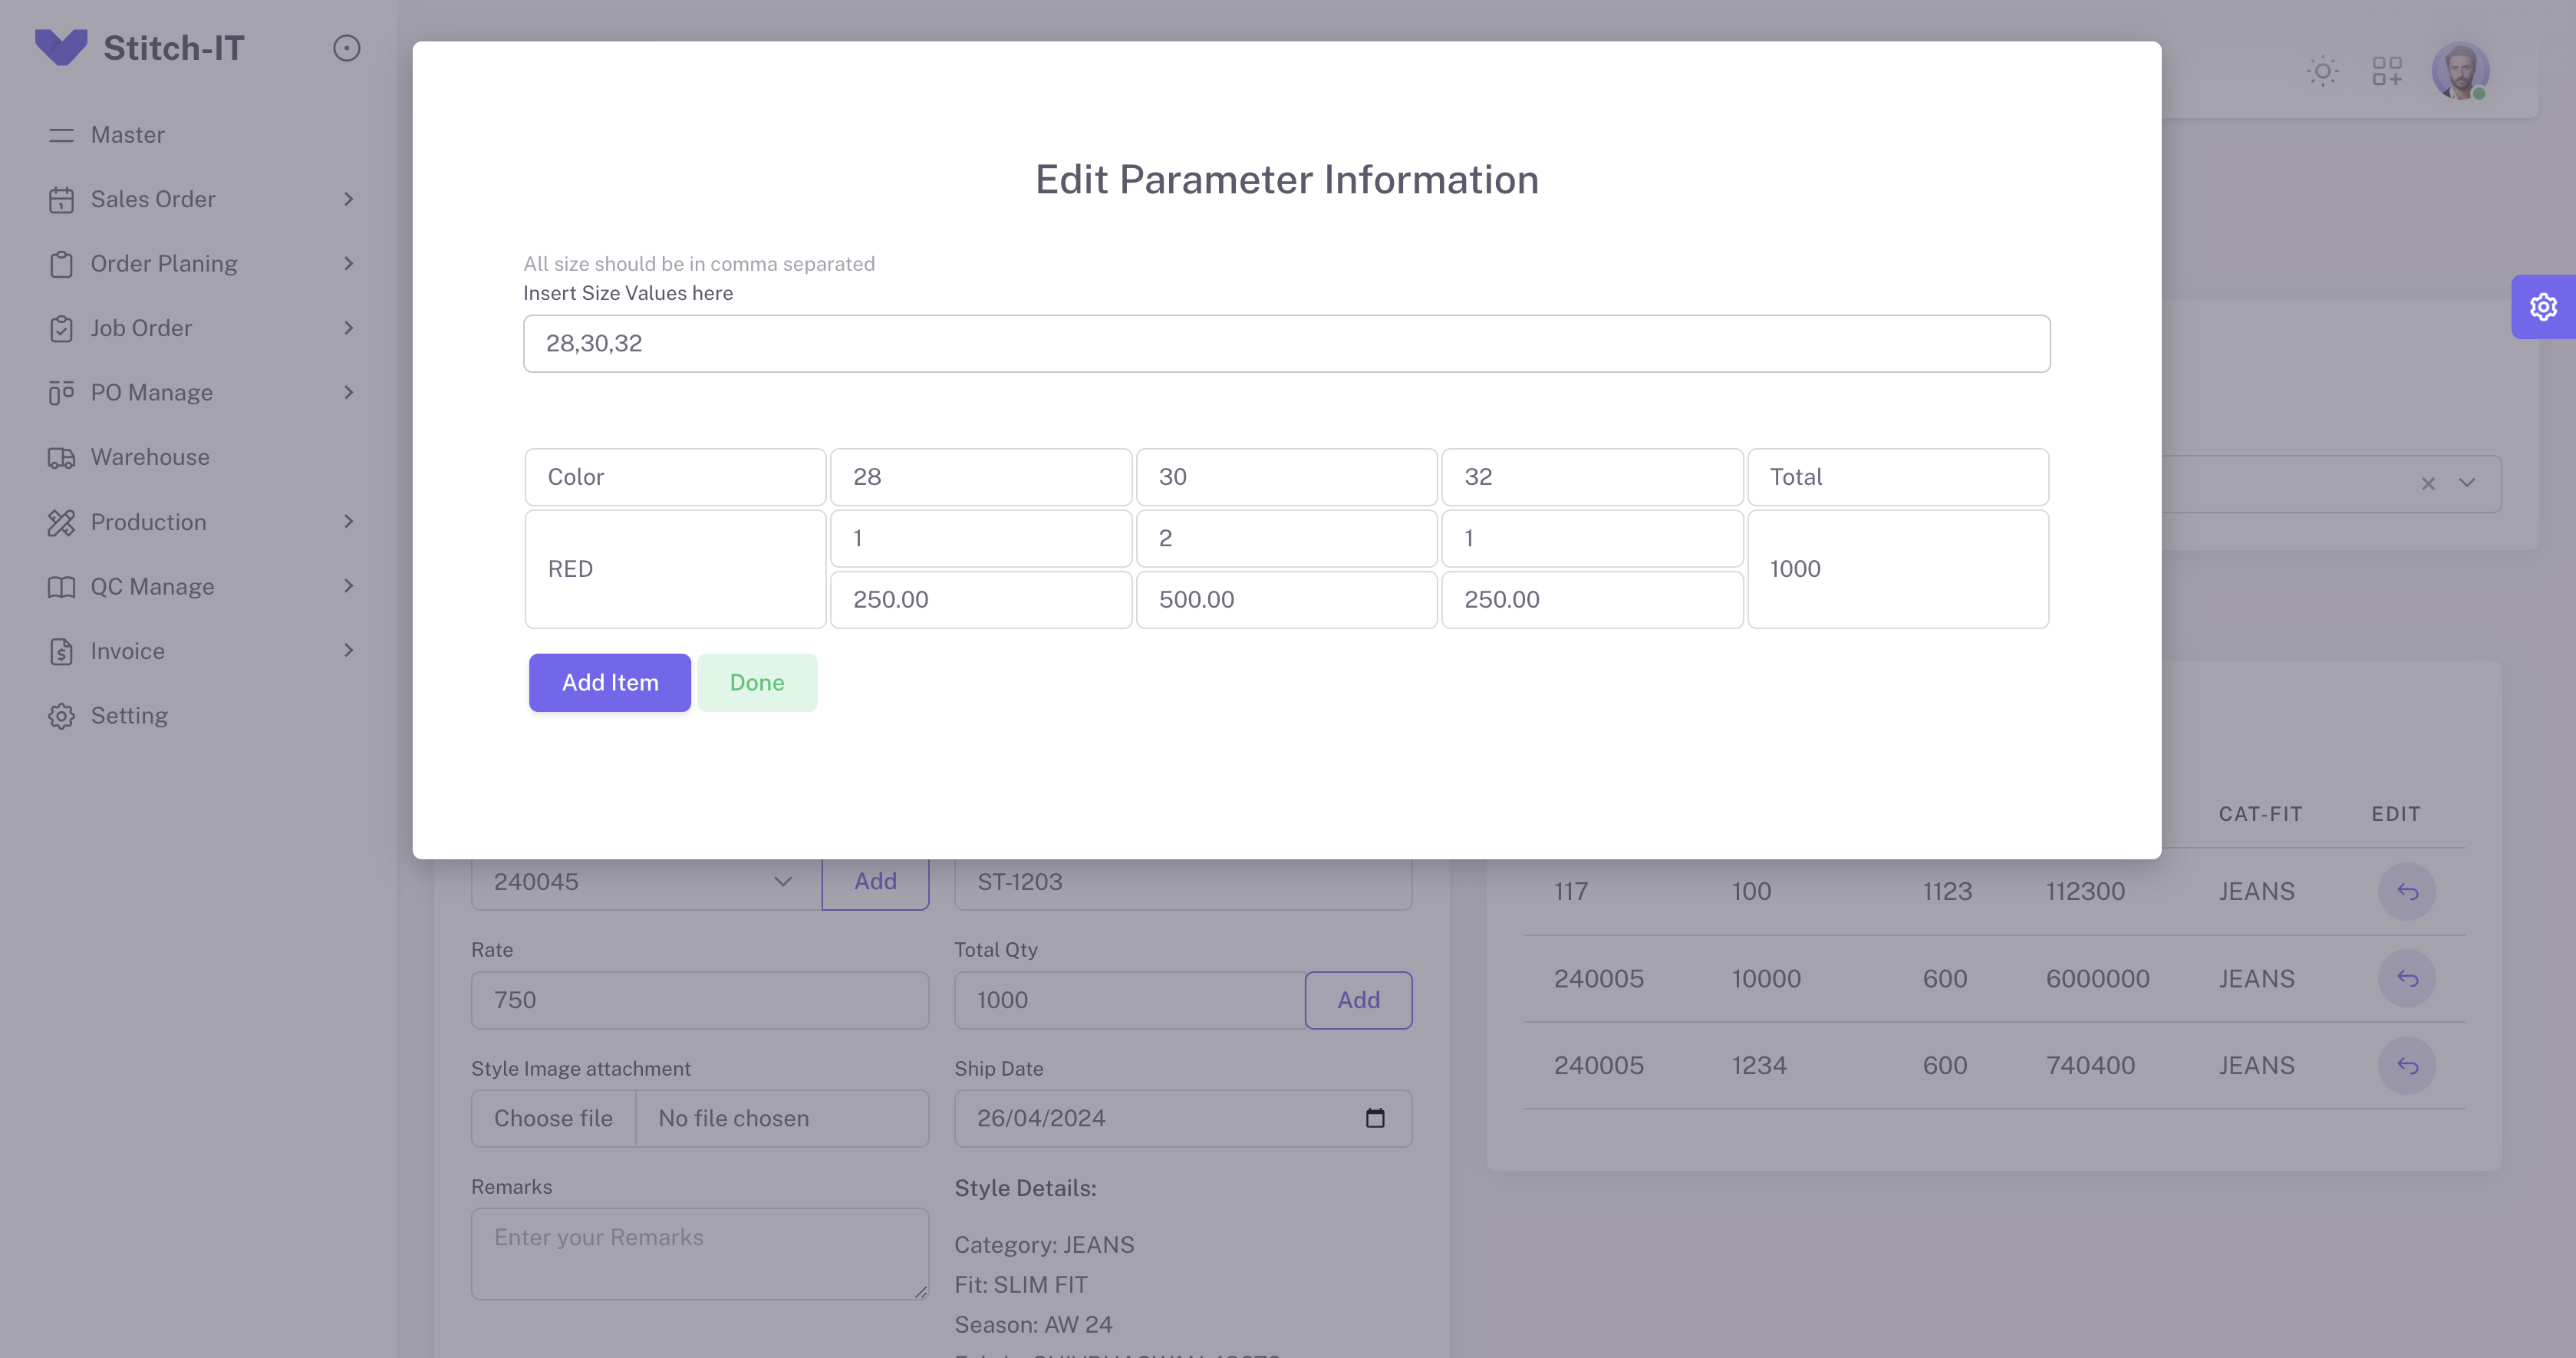 Stitch-IT
Master
Sales Order
Order Planing
Job Order
PO Manage
Warehouse
Production
QC Manage
Invoice
Setting
Edit Parameter Information
All size should be in comma separated
Insert Size Values here
28,30,32
Color 28 30 32 Total
RED 1 2 1 1000
250.00 500.00 250.00
Add Item Done
240045 Add ST-1203
Rate Total Qty
750 1000 Add
Style Image attachment Ship Date
Choose file No file chosen 26/04/2024
Remarks Style Details:
Enter your Remarks
Category: JEANS
Fit: SLIM FIT
Season: AW 24
CAT-FIT EDIT
117 100 1123 112300 JEANS
240005 10000 600 6000000 JEANS
240005 1234 600 740400 JEANS